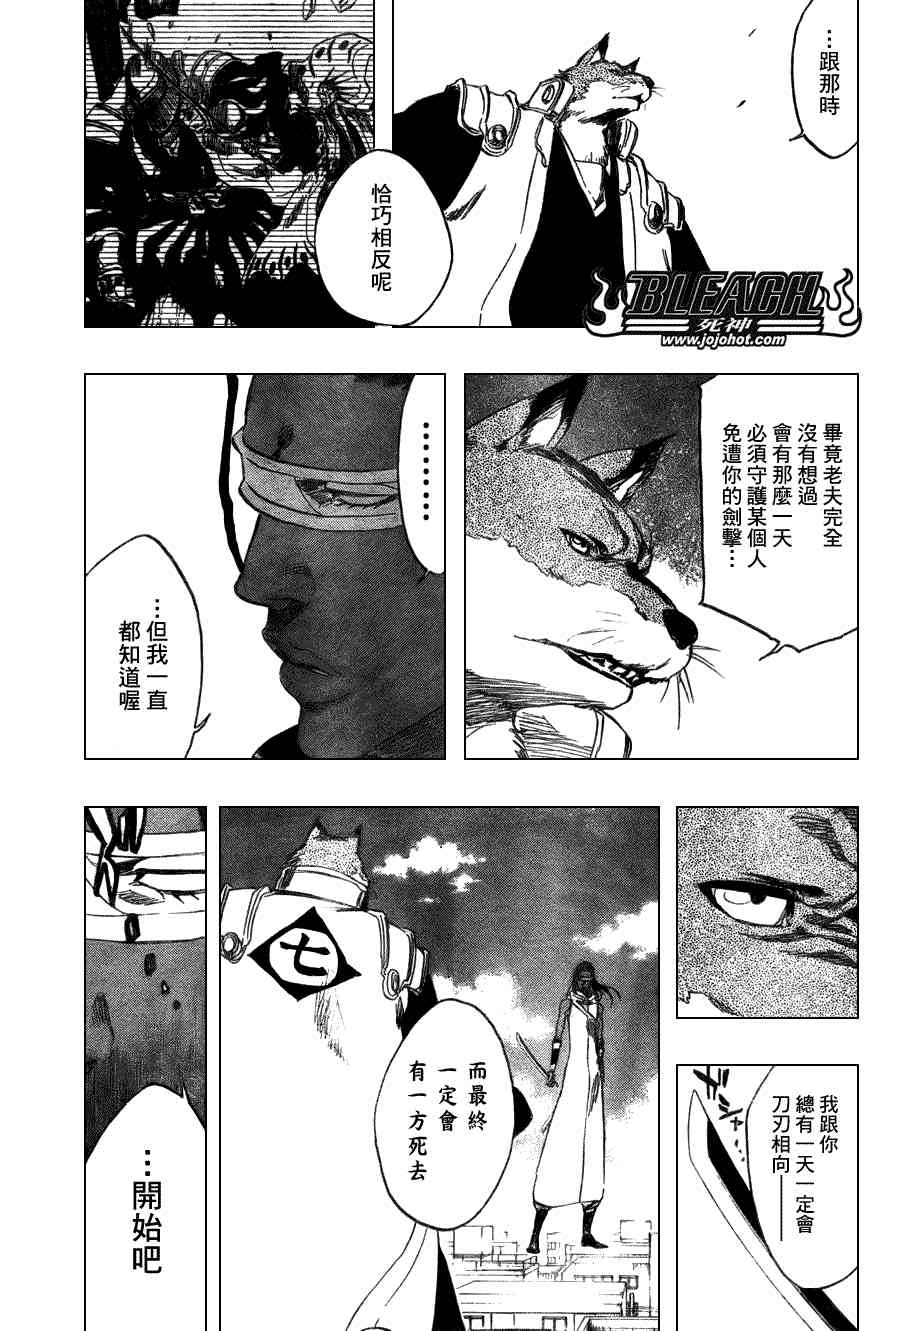 …跟那時
恰巧相反呢
BLEACH
死神
www.jojohot.com
畢竟老夫完全
沒有想過
會有那麼一天
必須守護某個人
免遭你的劍擊…
………
…但我一直
都知道喔
我跟你
總有一天一定會
刀刃相向——
ジャ
七
而最終
一定會
有一方死去
…開始吧